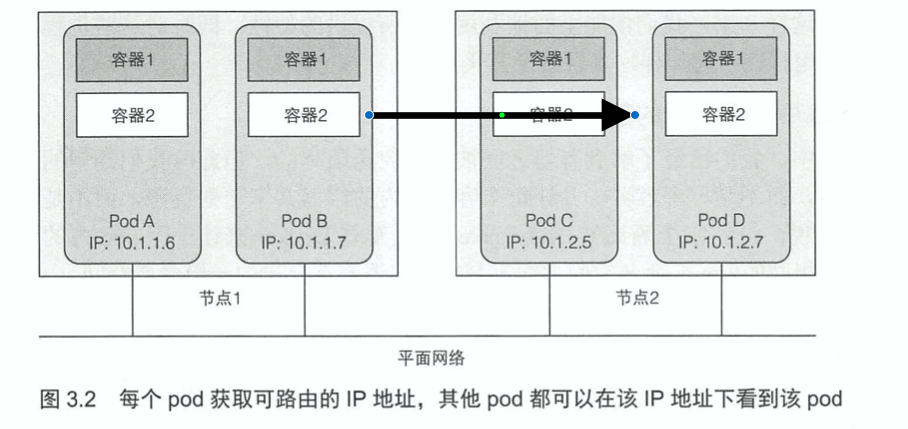 容器1 容器1 容器1 容器1
容器2 容器2 容器2 容器2
Pod A Pod B Pod C Pod D
IP: 10.1.1.6 IP: 10.1.1.7 IP: 10.1.2.5 IP: 10.1.2.7
节点1 节点2
平面网络
图 3.2 每个 pod 获取可路由的 IP 地址，其他 pod 都可以在该 IP 地址下看到该 pod